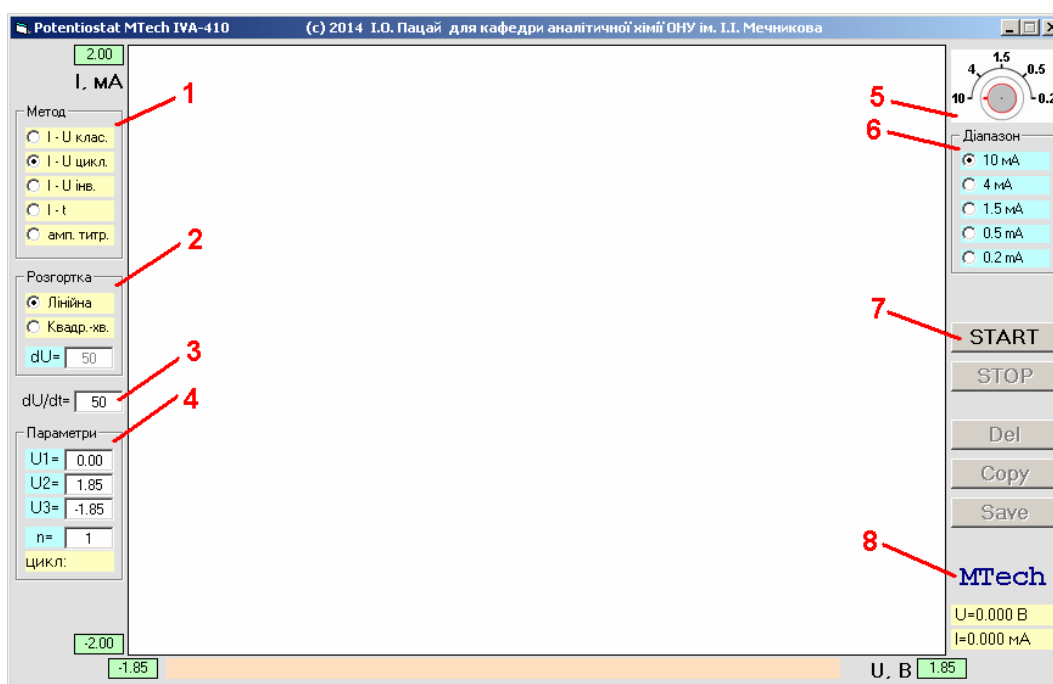 Potentiostat MTech IVA-410 (c) 2014 І.О. Пацай для кафедри аналітичної хімії ОНУ ім. І.І. Мечникова
2.00
I, мА
1
Метод
I - U клас.
I - U цикл.
I - U інв.
I - t
амп. титр.
2
Розгортка
Лінійна
Квадр.-хв.
dU= 50
3
dU/dt= 50
4
Параметри
U1= 0.00
U2= 1.85
U3= -1.85
n= 1
цикл:
-2.00
-1.85
U, В 1.85
1.5
4 0.5
10 0.2
5
6
Діапазон
10 мА
4 мА
1.5 мА
0.5 mA
0.2 mA
7
START
STOP
Del
Copy
Save
8
MTech
U=0.000 В
I=0.000 мА